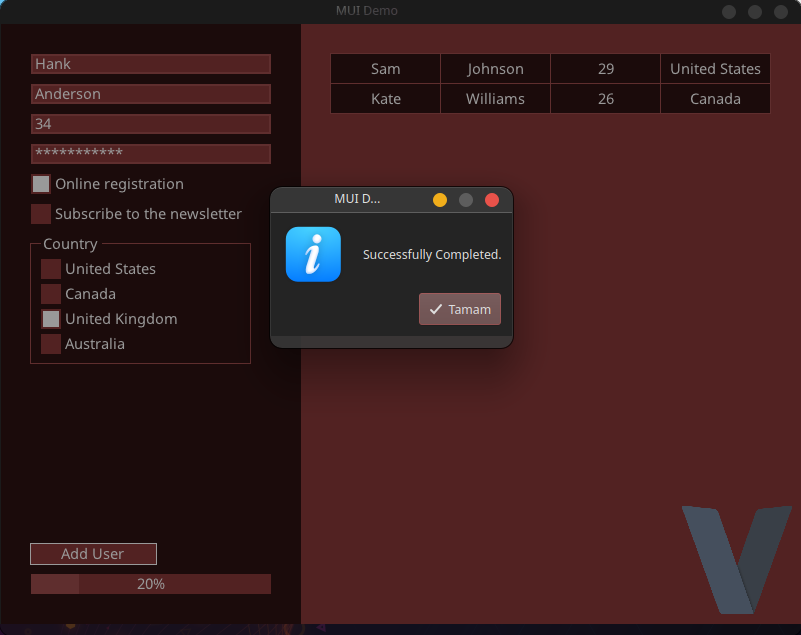 MUI Demo
Hank
Anderson
34
***********
Online registration
Subscribe to the newsletter
Country
United States
Canada
United Kingdom
Australia
Add User
20%
Sam Johnson 29 United States
Kate Williams 26 Canada
MUI D...
Successfully Completed.
Tamam